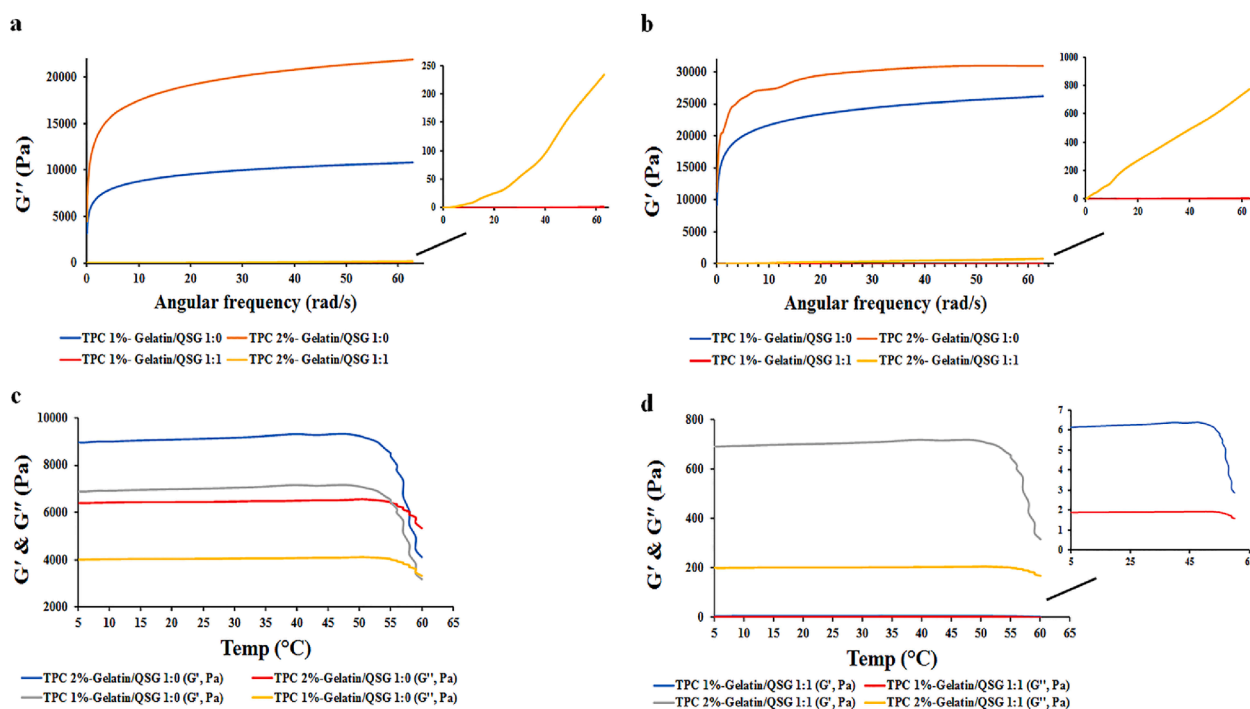 a
G'' (Pa)
20000
15000
10000
5000
0
0 10 20 30 40 50 60
Angular frequency (rad/s)
250
200
150
100
50
0
0 20 40 60
TPC 1%- Gelatin/QSG 1:0 TPC 2%- Gelatin/QSG 1:0
TPC 1%- Gelatin/QSG 1:1 TPC 2%- Gelatin/QSG 1:1
b
G' (Pa)
30000
25000
20000
15000
10000
5000
0
0 10 20 30 40 50 60
Angular frequency (rad/s)
1000
800
600
400
200
0
0 20 40 60
TPC 1%- Gelatin/QSG 1:0 TPC 2%- Gelatin/QSG 1:0
TPC 1%- Gelatin/QSG 1:1 TPC 2%- Gelatin/QSG 1:1
c
G' & G'' (Pa)
10000
8000
6000
4000
2000
5 10 15 20 25 30 35 40 45 50 55 60 65
Temp (°C)
TPC 2%-Gelatin/QSG 1:0 (G', Pa) TPC 2%-Gelatin/QSG 1:0 (G'', Pa)
TPC 1%-Gelatin/QSG 1:0 (G', Pa) TPC 1%-Gelatin/QSG 1:0 (G'', Pa)
d
G' & G'' (Pa)
800
600
400
200
0
5 10 15 20 25 30 35 40 45 50 55 60 65
Temp (°C)
7
6
5
4
3
2
1
0
5 25 45
TPC 1%-Gelatin/QSG 1:1 (G', Pa) TPC 1%-Gelatin/QSG 1:1 (G'', Pa)
TPC 2%-Gelatin/QSG 1:1 (G', Pa) TPC 2%-Gelatin/QSG 1:1 (G'', Pa)